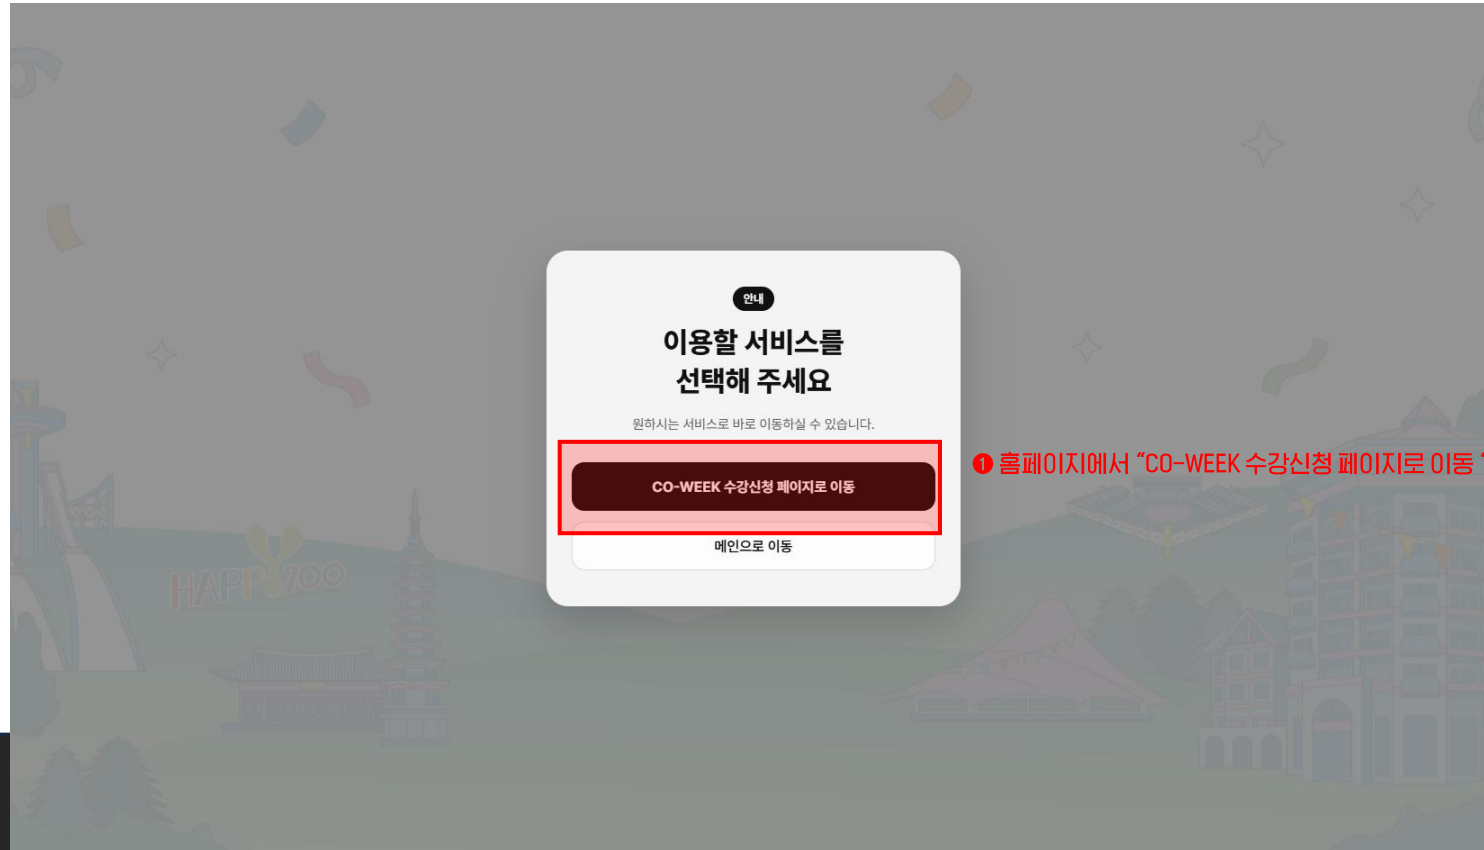 안내
이용할 서비스를
선택해 주세요
원하시는 서비스로 바로 이동하실 수 있습니다.
CO-WEEK 수강신청 페이지로 이동
❶ 홈페이지에서 “CO-WEEK 수강신청 페이지로 이동 “
메인으로 이동
HAPPY700